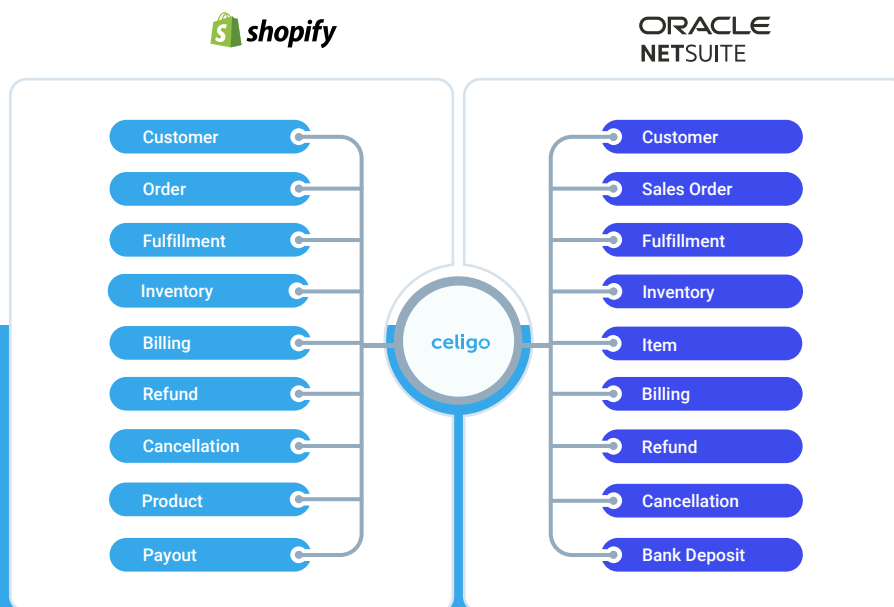 shopify
ORACLE
NETSUITE
Customer
Order
Fulfillment
Inventory
Billing
Refund
Cancellation
Product
Payout
celigo
Customer
Sales Order
Fulfillment
Inventory
Item
Billing
Refund
Cancellation
Bank Deposit